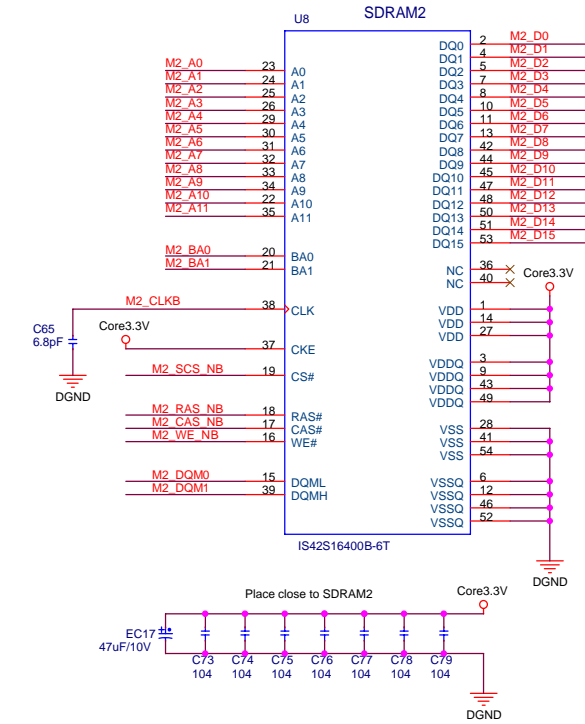 SDRAM2
U8
M2_A0 23 A0
M2_A1 24 A1
M2_A2 25 A2
M2_A3 26 A3
M2_A4 29 A4
M2_A5 30 A5
M2_A6 31 A6
M2_A7 32 A7
M2_A8 33 A8
M2_A9 34 A9
M2_A10 22 A10
M2_A11 35 A11
M2_BA0 20 BA0
M2_BA1 21 BA1
M2_CLKB 38 CLK
C65
6.8pF
DGND
Core3.3V
37 CKE
M2_SCS_NB 19 CS#
M2_RAS_NB 18 RAS#
M2_CAS_NB 17 CAS#
M2_WE_NB 16 WE#
M2_DQM0 15 DQML
M2_DQM1 39 DQMH
DQ0 2 M2_D0
DQ1 4 M2_D1
DQ2 5 M2_D2
DQ3 7 M2_D3
DQ4 8 M2_D4
DQ5 10 M2_D5
DQ6 11 M2_D6
DQ7 13 M2_D7
DQ8 42 M2_D8
DQ9 44 M2_D9
DQ10 45 M2_D10
DQ11 47 M2_D11
DQ12 48 M2_D12
DQ13 50 M2_D13
DQ14 51 M2_D14
DQ15 53 M2_D15
NC 36
NC 40
Core3.3V
VDD 1
VDD 14
VDD 27
VDDQ 3
VDDQ 9
VDDQ 43
VDDQ 49
VSS 28
VSS 41
VSS 54
VSSQ 6
VSSQ 12
VSSQ 46
VSSQ 52
DGND
IS42S16400B-6T
Place close to SDRAM2
Core3.3V
EC17
47uF/10V
+
C73 C74 C75 C76 C77 C78 C79
104 104 104 104 104 104 104
DGND